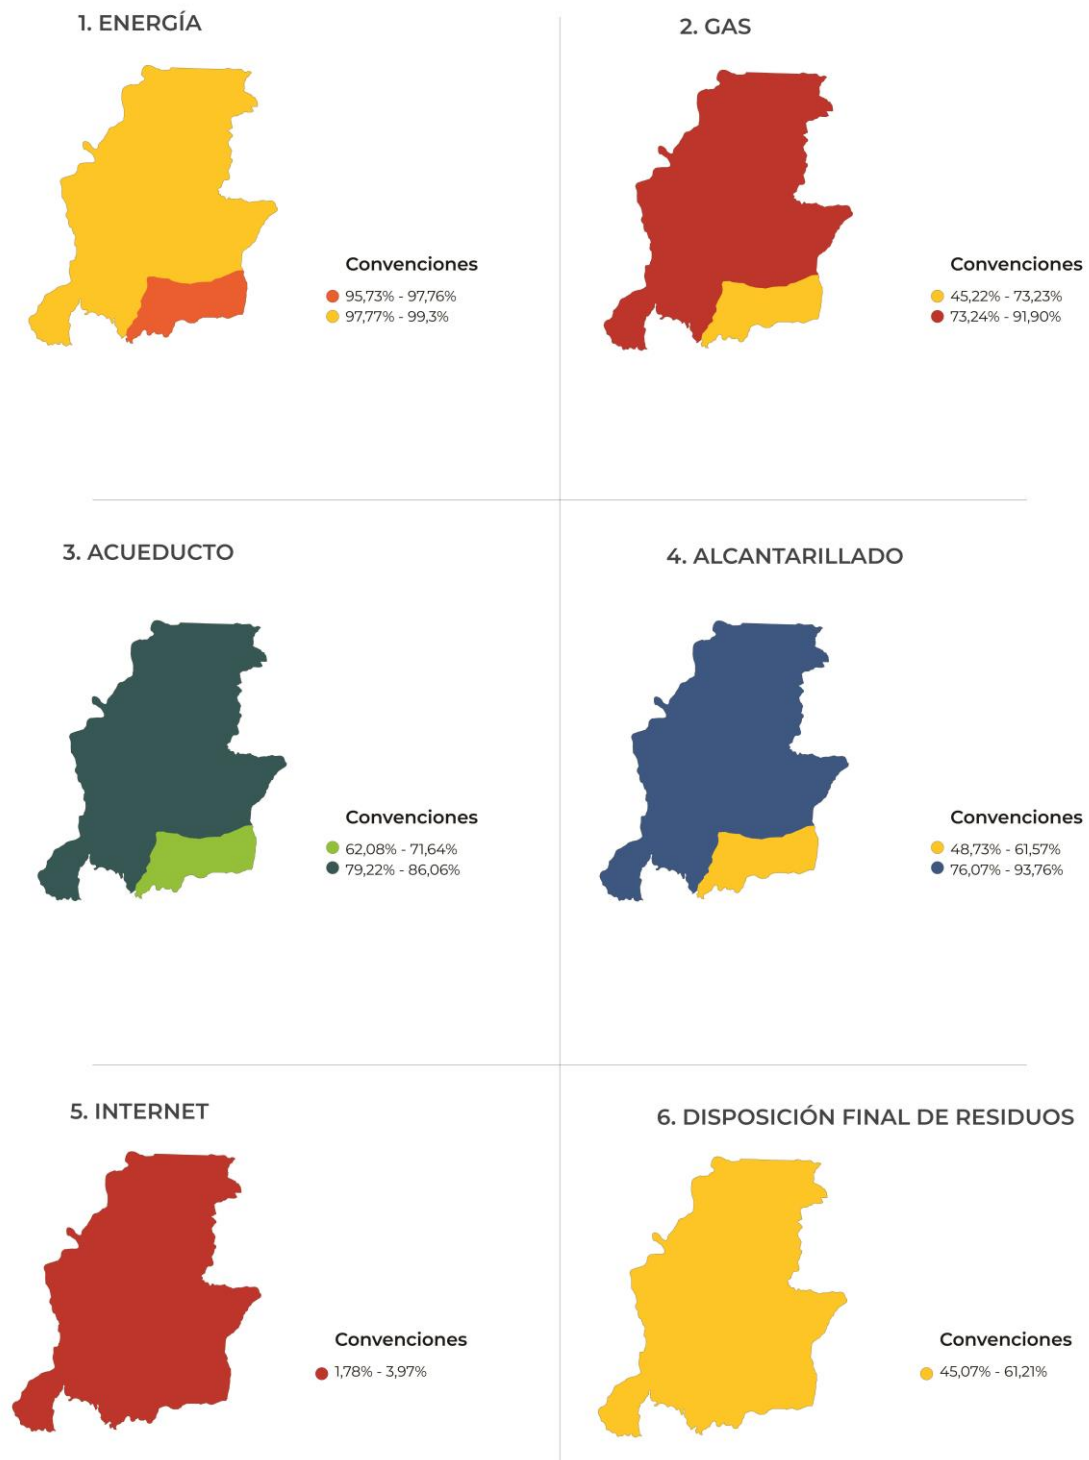 1. ENERGÍA
Convenciones
95,73% - 97,76%
97,77% - 99,3%
2. GAS
Convenciones
45,22% - 73,23%
73,24% - 91,90%
3. ACUEDUCTO
Convenciones
62,08% - 71,64%
79,22% - 86,06%
4. ALCANTARILLADO
Convenciones
48,73% - 61,57%
76,07% - 93,76%
5. INTERNET
Convenciones
1,78% - 3,97%
6. DISPOSICIÓN FINAL DE RESIDUOS
Convenciones
45,07% - 61,21%